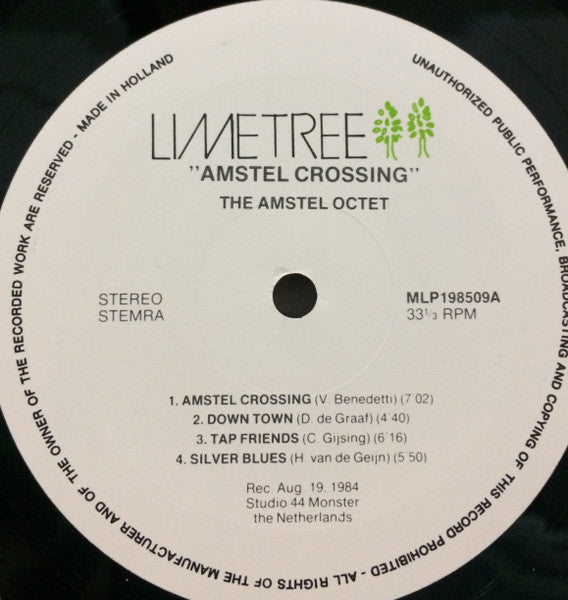 LIMETREE
"AMSTEL CROSSING"
THE AMSTEL OCTET
STEREO
STEMRA
MLP198509A
33 1/3 RPM
1. AMSTEL CROSSING (V. Benedetti) (7'02)
2. DOWN TOWN (D. de Graaf) (4'40)
3. TAP FRIENDS (C. Gijsing) (6'16)
4. SILVER BLUES (H. van de Geijn) (5'50)
Rec. Aug. 19. 1984
Studio 44 Monster
the Netherlands
UNAUTHORIZED PUBLIC PERFORMANCE, BROADCASTING AND COPYING OF THIS RECORD PROHIBITED - ALL RIGHTS OF THE MANUFACTURER AND OF THE OWNER OF THE RECORDED WORK ARE RESERVED - MADE IN HOLLAND